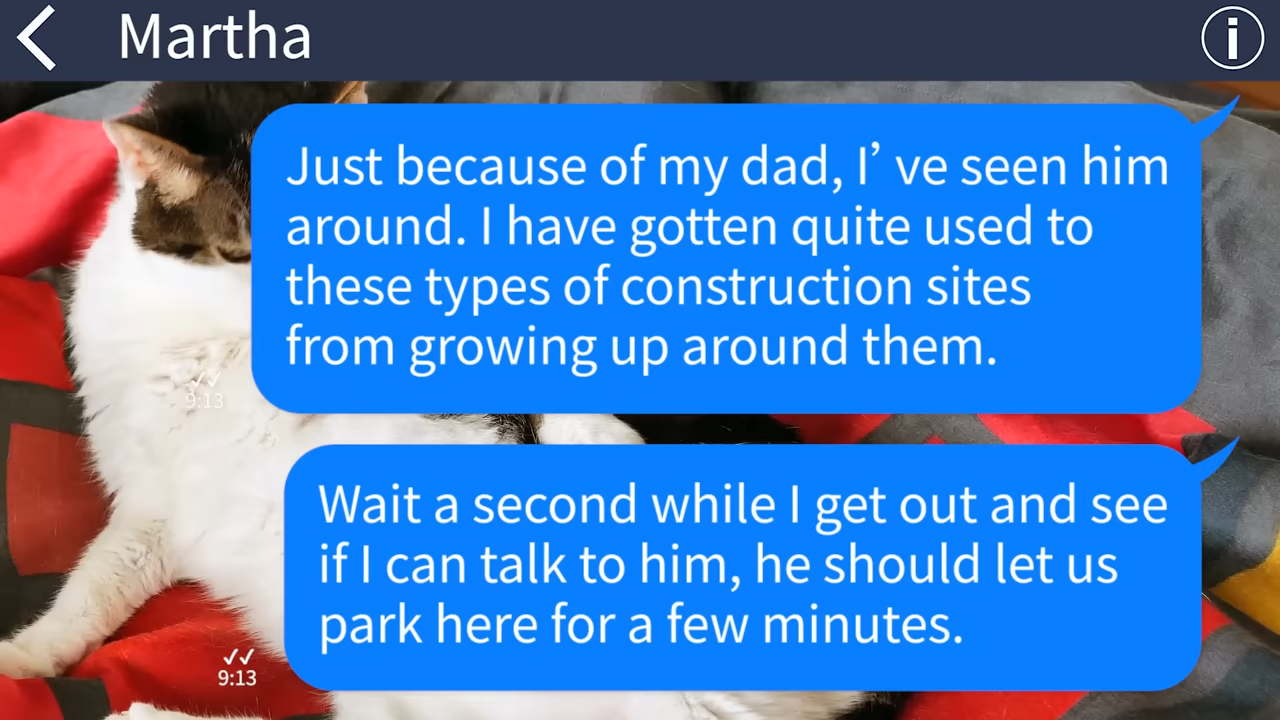 Martha
Just because of my dad, I’ ve seen him
around. I have gotten quite used to
these types of construction sites
from growing up around them.
9:13
Wait a second while I get out and see
if I can talk to him, he should let us
park here for a few minutes.
9:13